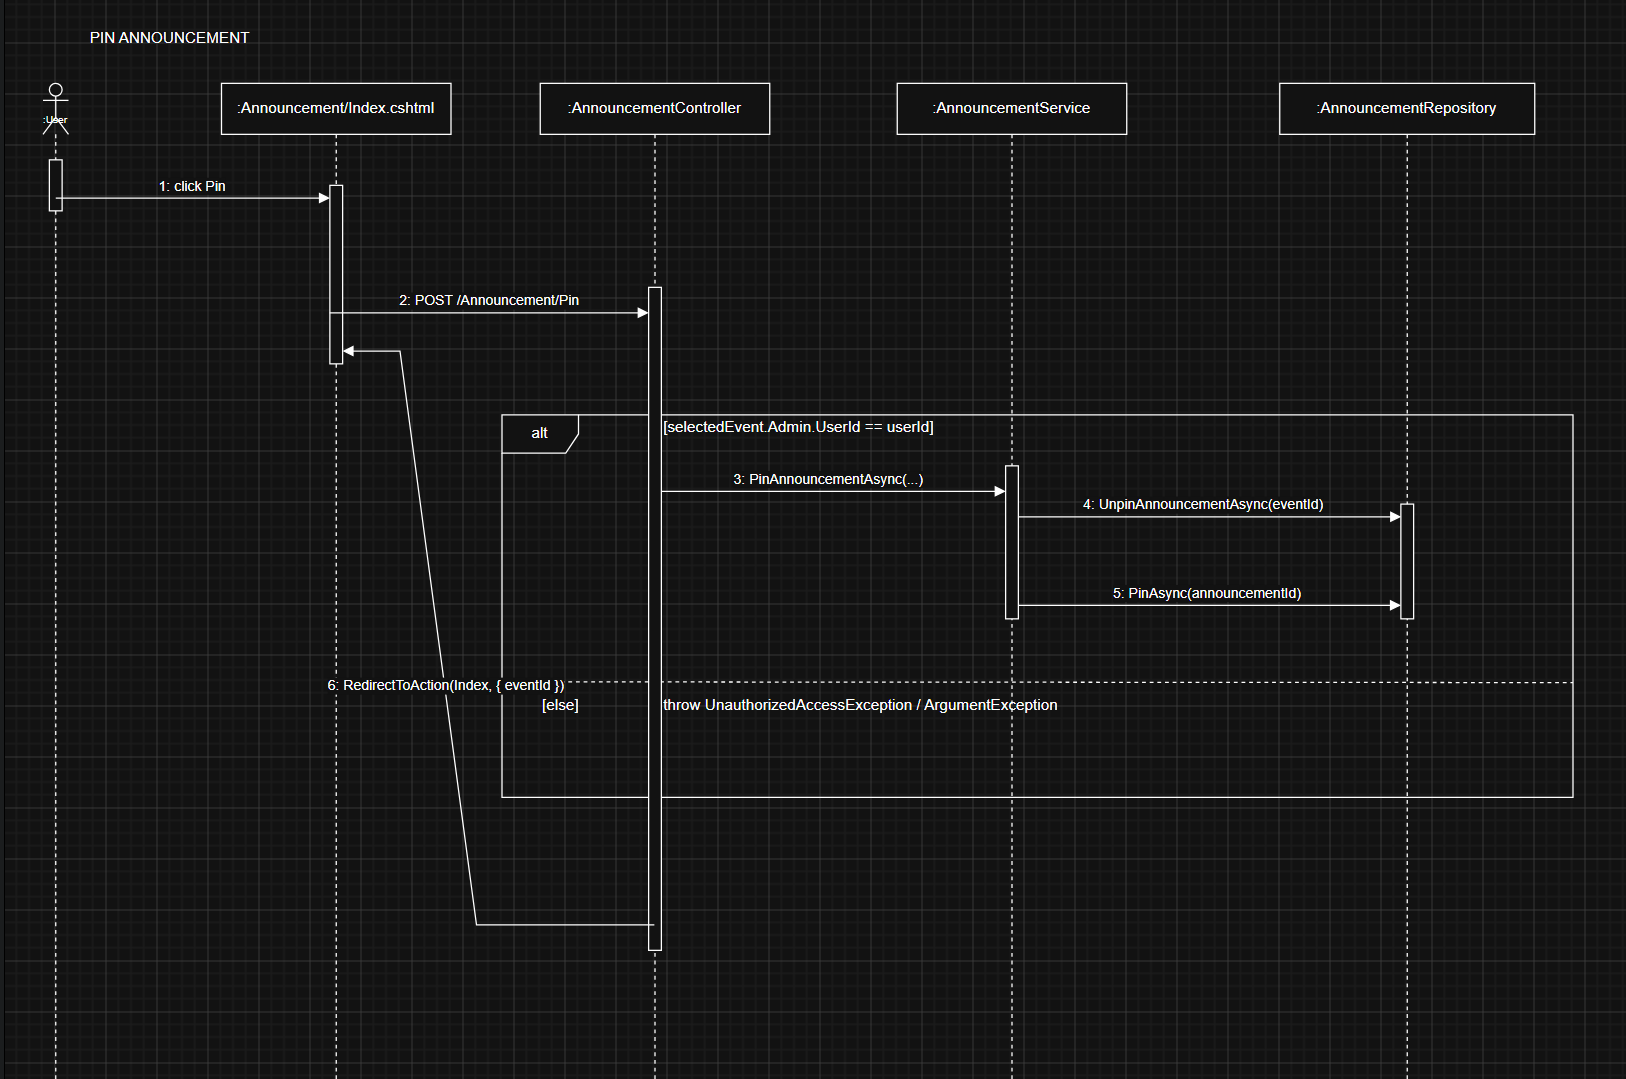 PIN ANNOUNCEMENT
:User
:Announcement/Index.cshtml
:AnnouncementController
:AnnouncementService
:AnnouncementRepository
1: click Pin
2: POST /Announcement/Pin
alt
[selectedEvent.Admin.UserId == userId]
3: PinAnnouncementAsync(...)
4: UnpinAnnouncementAsync(eventId)
5: PinAsync(announcementId)
6: RedirectToAction(Index, { eventId })
[else]
throw UnauthorizedAccessException / ArgumentException